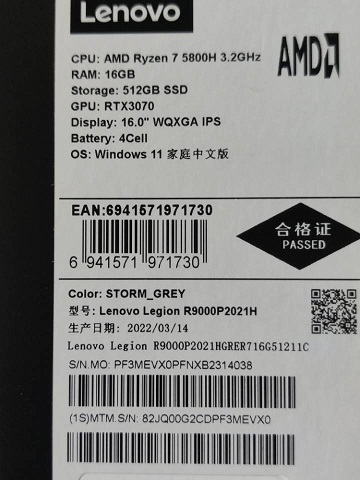 Lenovo
CPU: AMD Ryzen 7 5800H 3.2GHz
RAM: 16GB
Storage: 512GB SSD
GPU: RTX3070
Display: 16.0" WQXGA IPS
Battery: 4Cell
OS: Windows 11 家庭中文版
AMD
EAN:6941571971730
6 941571 971730
合格证
PASSED
Color: STORM_GREY
型号: Lenovo Legion R9000P2021H
生产日期: 2022/03/14
Lenovo Legion R9000P2021HGRER716G51211C
S/N.MO: PF3MEVX0PFNXB2314038
(1S)MTM.S/N: 82JQ00G2CDPF3MEVX0